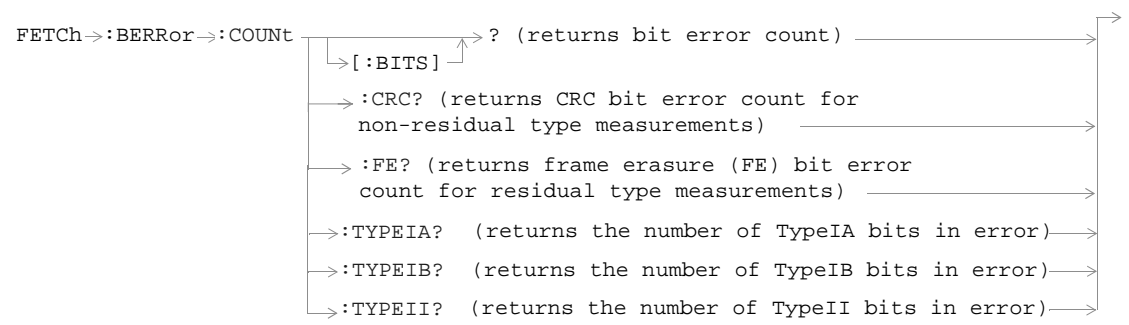 FETCh :BERRor :COUNt ? (returns bit error count)
[:BITS]
:CRC? (returns CRC bit error count for
non-residual type measurements)
:FE? (returns frame erasure (FE) bit error
count for residual type measurements)
:TYPEIA? (returns the number of TypeIA bits in error)
:TYPEIB? (returns the number of TypeIB bits in error)
:TYPEII? (returns the number of TypeII bits in error)